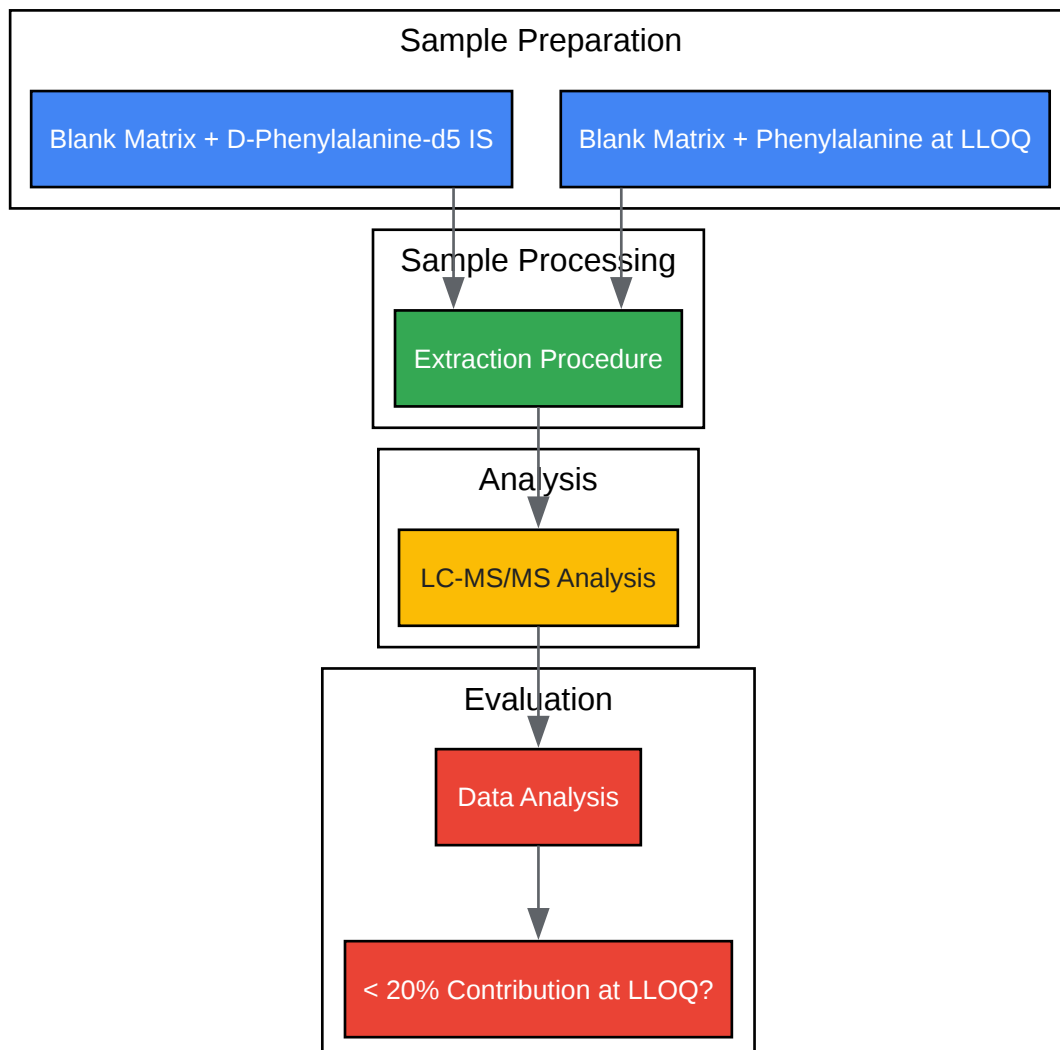 Sample Preparation
Blank Matrix + D-Phenylalanine-d5 IS
Blank Matrix + Phenylalanine at LLOQ
Sample Processing
Extraction Procedure
Analysis
LC-MS/MS Analysis
Evaluation
Data Analysis
< 20% Contribution at LLOQ?